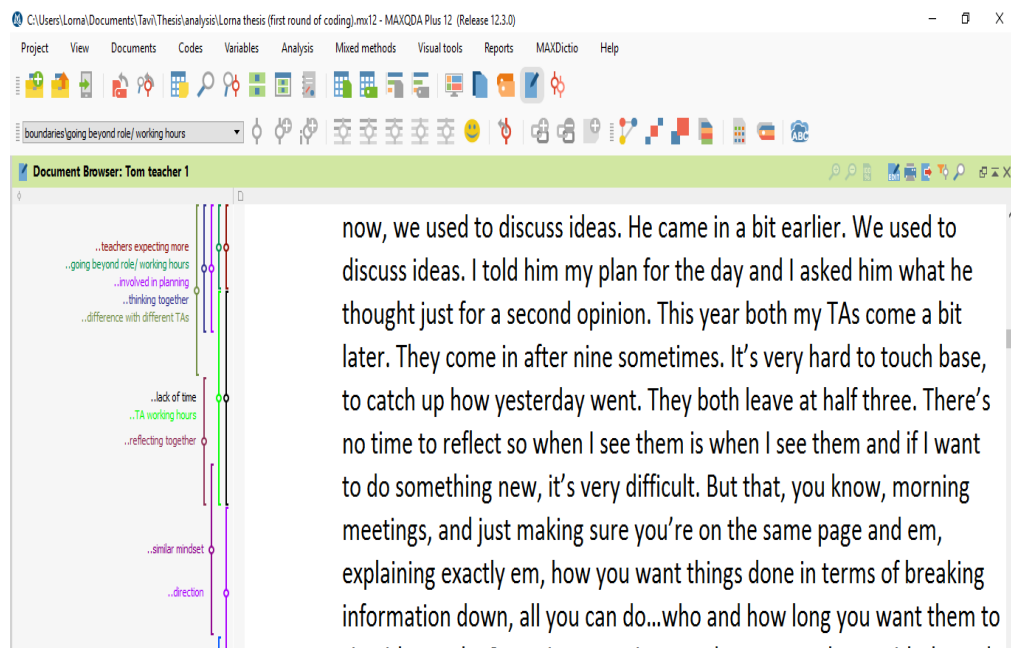 C:\Users\Lorna\Documents\Tavi\Thesis\analysis\Lorna thesis (first round of coding).mx12 - MAXQDA Plus 12 (Release 12.3.0)
Project View Documents Codes Variables Analysis Mixed methods Visual tools Reports MAXDictio Help
boundaries\going beyond role/ working hours
ABC
Document Browser: Tom teacher 1
..teachers expecting more
..going beyond role/ working hours
..involved in planning
..thinking together
..difference with different TAs
..lack of time
..TA working hours
..reflecting together
..similar mindset
..direction
now, we used to discuss ideas. He came in a bit earlier. We used to
discuss ideas. I told him my plan for the day and I asked him what he
thought just for a second opinion. This year both my TAs come a bit
later. They come in after nine sometimes. It’s very hard to touch base,
to catch up how yesterday went. They both leave at half three. There’s
no time to reflect so when I see them is when I see them and if I want
to do something new, it’s very difficult. But that, you know, morning
meetings, and just making sure you’re on the same page and em,
explaining exactly em, how you want things done in terms of breaking
information down, all you can do...who and how long you want them to